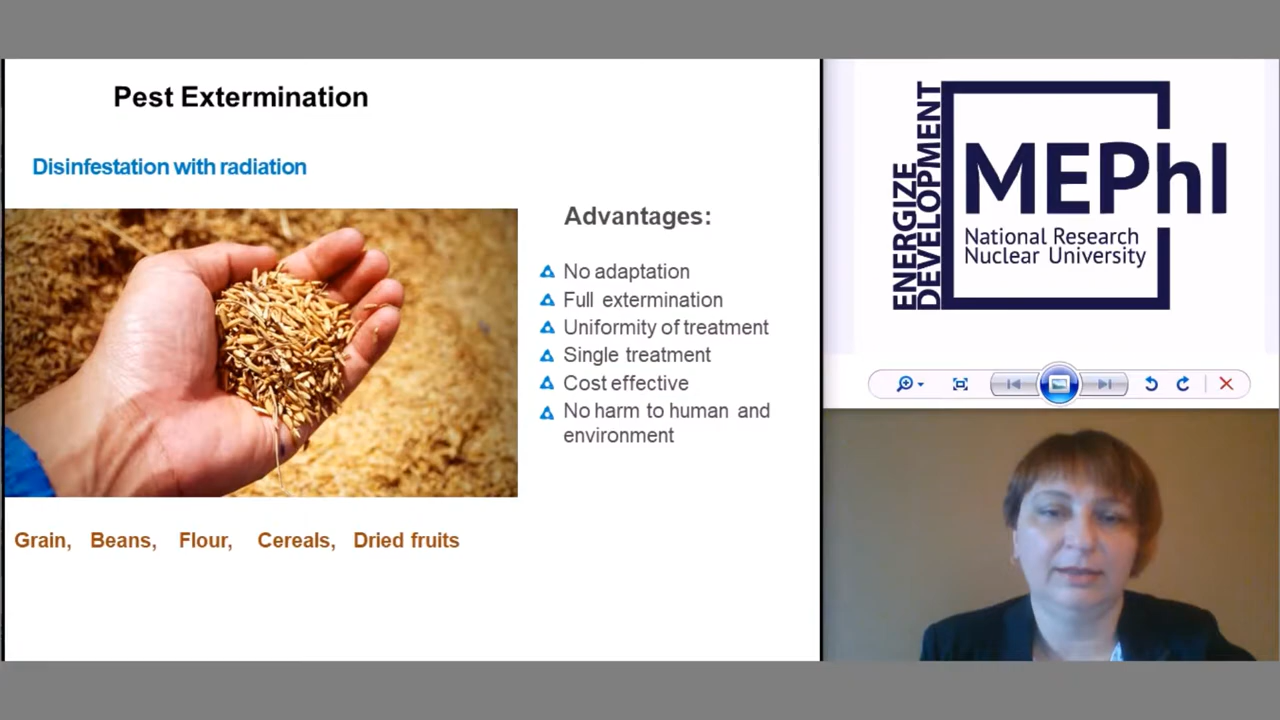 Pest Extermination
Disinfestation with radiation
Advantages:
No adaptation
Full extermination
Uniformity of treatment
Single treatment
Cost effective
No harm to human and
environment
Grain, Beans, Flour, Cereals, Dried fruits
ENERGIZE
DEVELOPMENT
MEPhI
National Research
Nuclear University